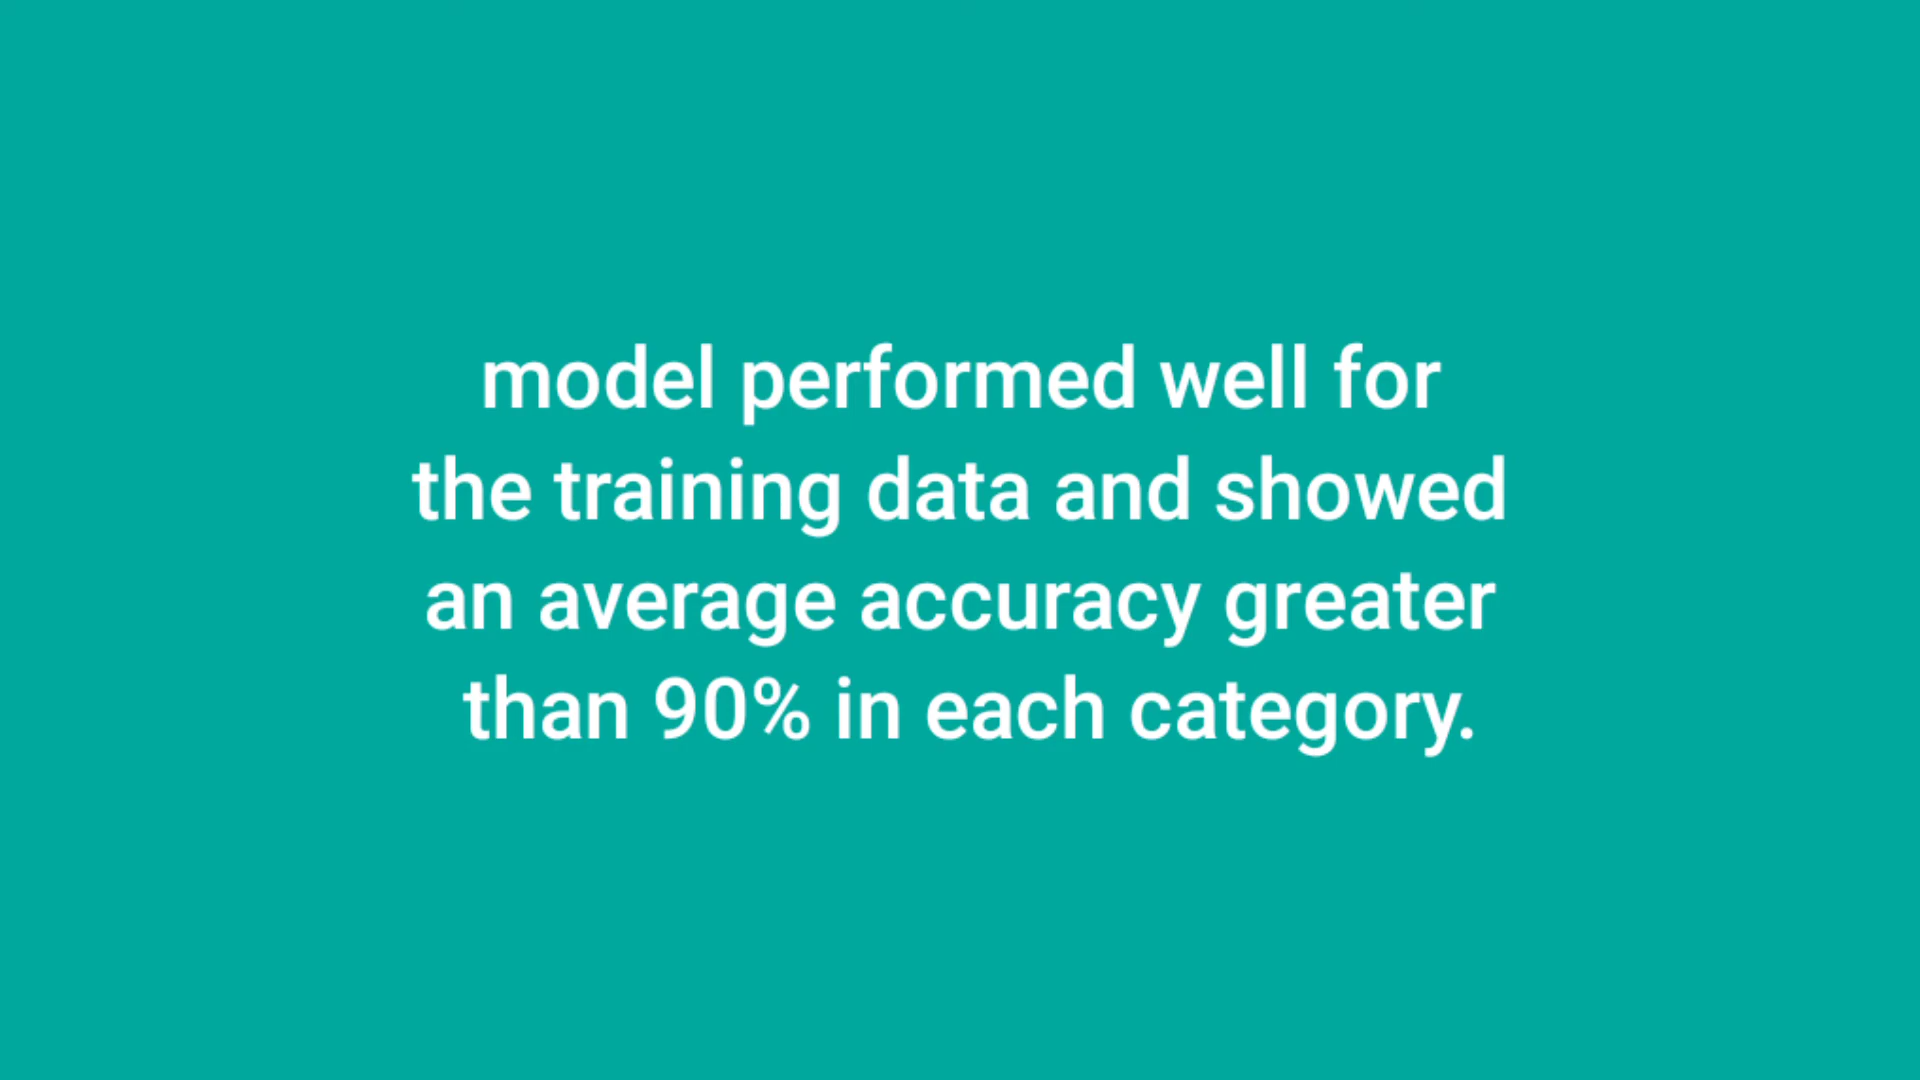 model performed well for
the training data and showed
an average accuracy greater
than 90% in each category.